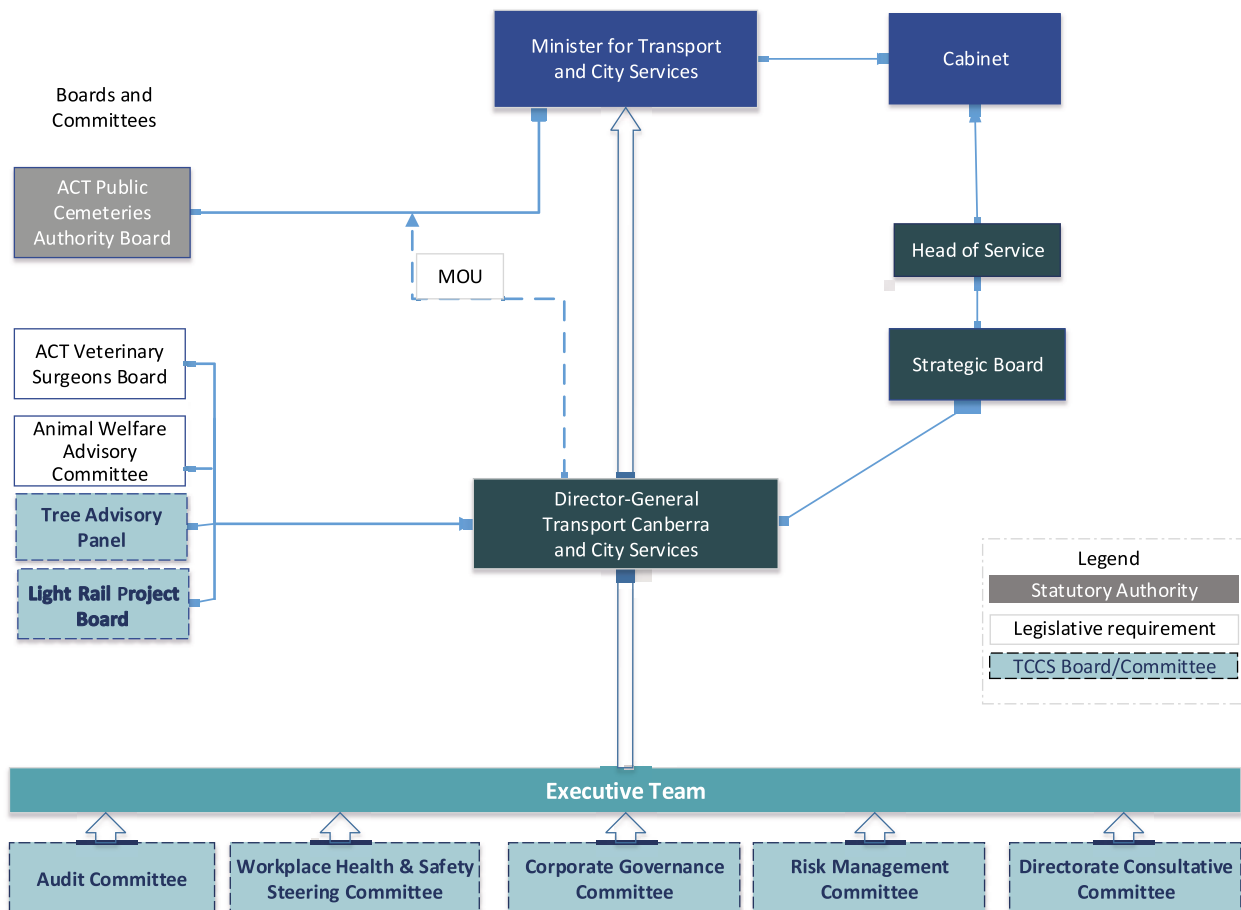 Minister for Transport
and City Services
Cabinet
Boards and
Committees
ACT Public
Cemeteries
Authority Board
MOU
Head of Service
ACT Veterinary
Surgeons Board
Strategic Board
Animal Welfare
Advisory
Committee
Tree Advisory
Panel
Director-General
Transport Canberra
and City Services
Light Rail Project
Board
Legend
Statutory Authority
Legislative requirement
TCCS Board/Committee
Executive Team
Audit Committee
Workplace Health & Safety
Steering Committee
Corporate Governance
Committee
Risk Management
Committee
Directorate Consultative
Committee